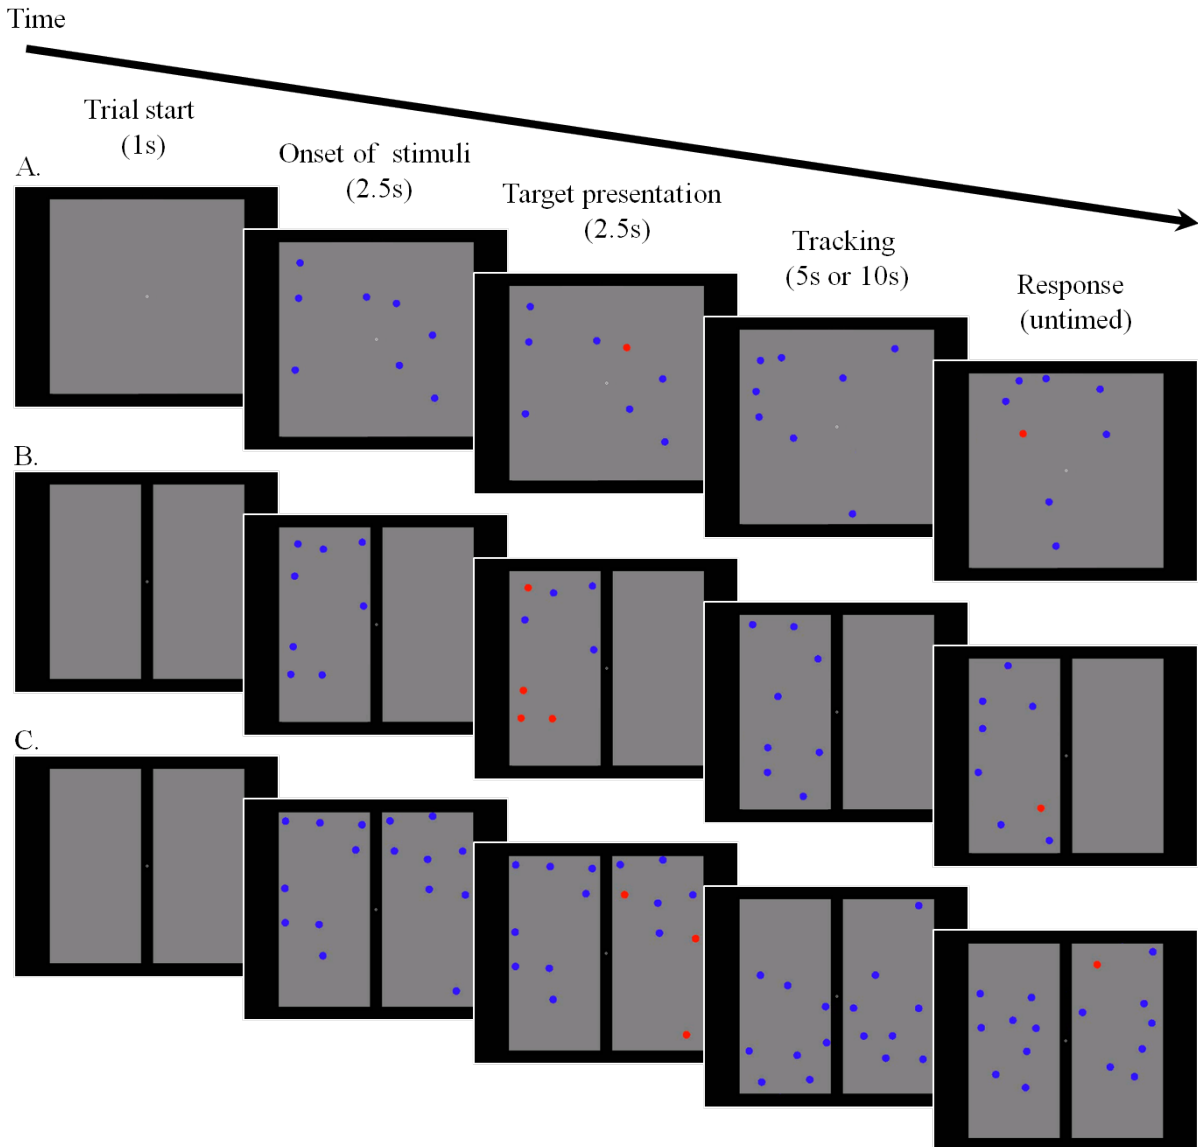 Time
Trial start
(1s)
Onset of stimuli
(2.5s)
Target presentation
(2.5s)
Tracking
(5s or 10s)
Response
(untimed)
A.
B.
C.